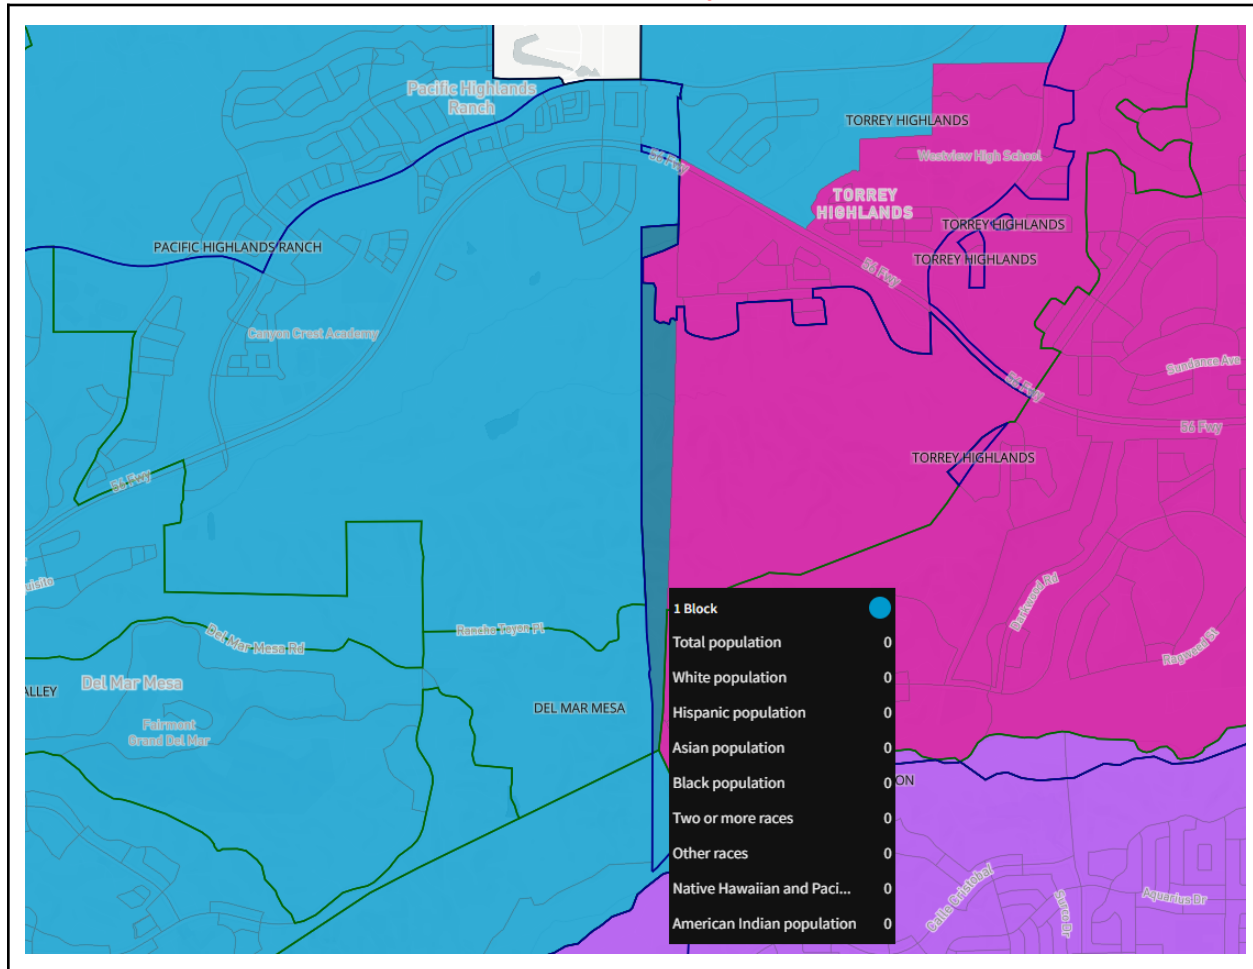 Pacific Highlands
Ranch
TORREY HIGHLANDS
Westview High School
56 Fwy
TORREY
HIGHLANDS
TORREY HIGHLANDS
PACIFIC HIGHLANDS RANCH
TORREY HIGHLANDS
56 Fwy
Canyon Crest Academy
Sundance Ave
56 Fwy
56 Fwy
TORREY HIGHLANDS
56 Fwy
uisito
Darkwood Rd
1 Block
Total population 0
White population 0
Hispanic population 0
Asian population 0
Black population 0
Two or more races 0
Other races 0
Native Hawaiian and Paci... 0
American Indian population 0
Rancho Toyon Pl
Del Mar Mesa Rd
Ragweed St
ALLEY
Del Mar Mesa
DEL MAR MESA
Fairmont
Grand Del Mar
ON
Calle Cristobal
Aquarius Dr